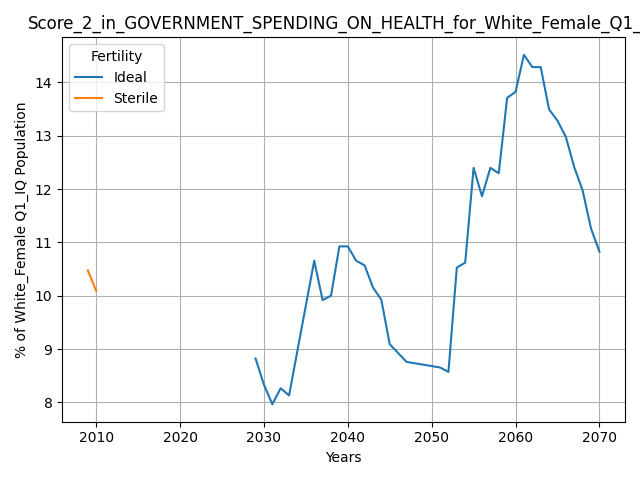 Score_2_in_GOVERNMENT_SPENDING_ON_HEALTH_for_White_Female_Q1_
Fertility
Ideal
Sterile
% of White_Female Q1_IQ Population
14
13
12
11
10
9
8
2010 2020 2030 2040 2050 2060 2070
Years